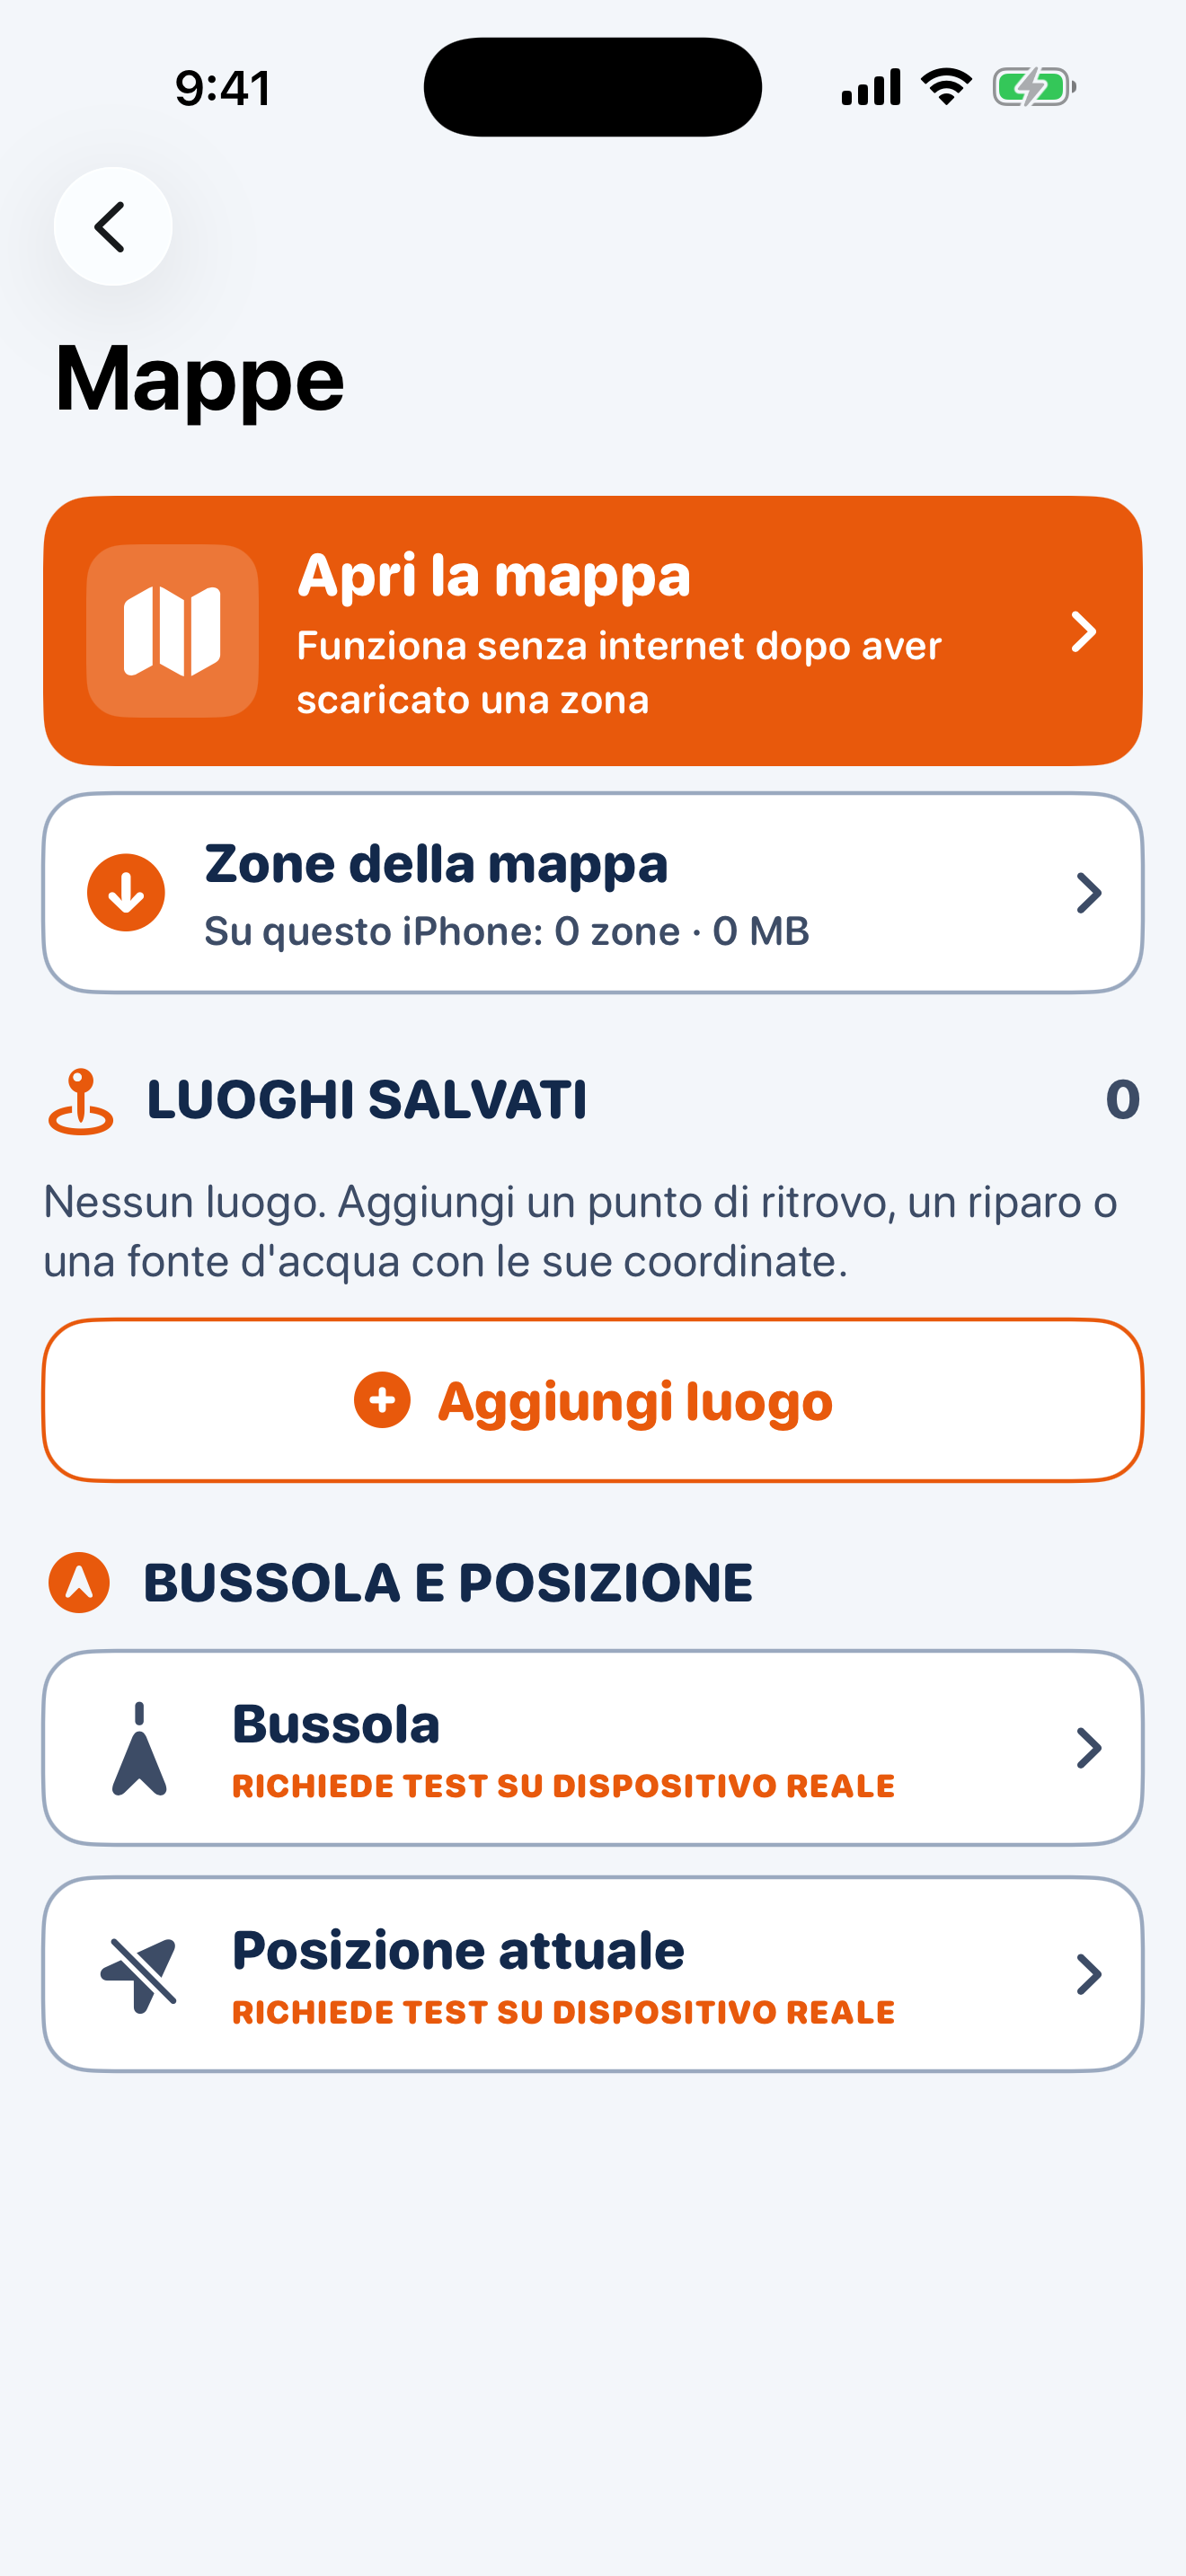 9:41
Mappe
Apri la mappa
Funziona senza internet dopo aver
scaricato una zona
Zone della mappa
Su questo iPhone: 0 zone · 0 MB
LUOGHI SALVATI
0
Nessun luogo. Aggiungi un punto di ritrovo, un riparo o
una fonte d'acqua con le sue coordinate.
Aggiungi luogo
BUSSOLA E POSIZIONE
Bussola
RICHIEDE TEST SU DISPOSITIVO REALE
Posizione attuale
RICHIEDE TEST SU DISPOSITIVO REALE